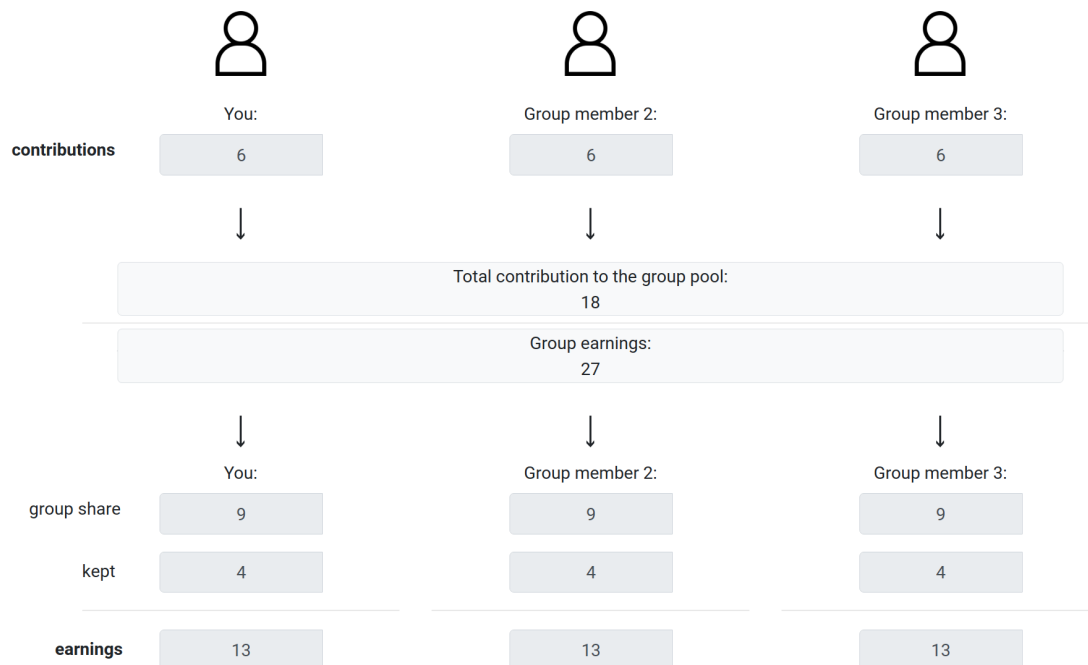 You:
Group member 2:
Group member 3:
contributions
6
6
6
Total contribution to the group pool:
18
Group earnings:
27
You:
Group member 2:
Group member 3:
group share
9
9
9
kept
4
4
4
earnings
13
13
13